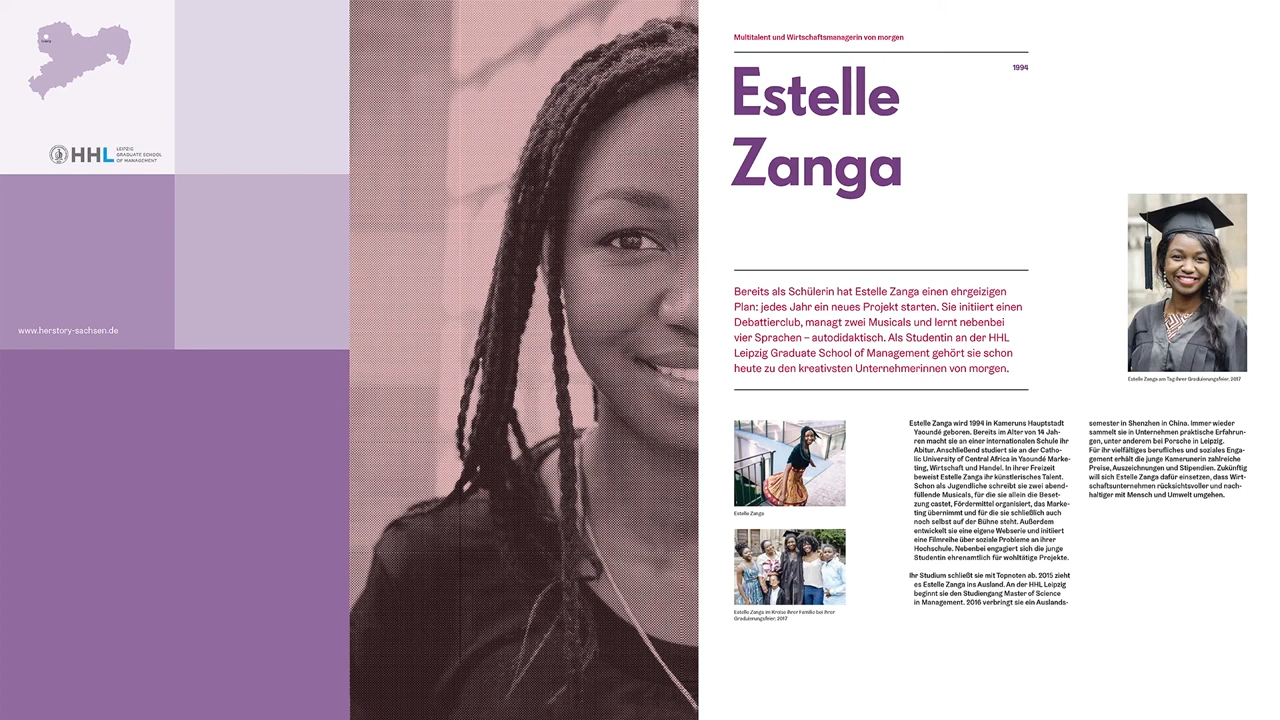 HHL
LEIPZIG
GRADUATE SCHOOL
OF MANAGEMENT
www.herstory-sachsen.de
Multitalent und Wirtschaftsmanagerin von morgen
1994
Estelle
Zanga
Bereits als Schülerin hat Estelle Zanga einen ehrgeizigen
Plan: jedes Jahr ein neues Projekt starten. Sie initiiert einen
Debattierclub, managt zwei Musicals und lernt nebenbei
vier Sprachen – autodidaktisch. Als Studentin an der HHL
Leipzig Graduate School of Management gehört sie schon
heute zu den kreativsten Unternehmerinnen von morgen.
Estelle Zanga am Tag ihrer Graduierungsfeier, 2017
Estelle Zanga
Estelle Zanga im Kreise ihrer Familie bei ihrer
Graduierungsfeier, 2017
Estelle Zanga wird 1994 in Kameruns Hauptstadt
Yaoundé geboren. Bereits im Alter von 14 Jah-
ren macht sie an einer internationalen Schule ihr
Abitur. Anschließend studiert sie an der Catho-
lic University of Central Africa in Yaoundé Marke-
ting, Wirtschaft und Handel. In ihrer Freizeit
beweist Estelle Zanga ihr künstlerisches Talent.
Schon als Jugendliche schreibt sie zwei abend-
füllende Musicals, für die sie allein die Beset-
zung castet, Fördermittel organisiert, das Marke-
ting übernimmt und für die sie schließlich auch
noch selbst auf der Bühne steht. Außerdem
entwickelt sie eine eigene Webserie und initiiert
eine Filmreihe über soziale Probleme an ihrer
Hochschule. Nebenbei engagiert sich die junge
Studentin ehrenamtlich für wohltätige Projekte.
Ihr Studium schließt sie mit Topnoten ab. 2015 zieht
es Estelle Zanga ins Ausland. An der HHL Leipzig
beginnt sie den Studiengang Master of Science
in Management. 2016 verbringt sie ein Auslands-
semester in Shenzhen in China. Immer wieder
sammelt sie in Unternehmen praktische Erfahrun-
gen, unter anderem bei Porsche in Leipzig.
Für ihr vielfältiges berufliches und soziales Enga-
gement erhält die junge Kamerunerin zahlreiche
Preise, Auszeichnungen und Stipendien. Zukünftig
will sich Estelle Zanga dafür einsetzen, dass Wirt-
schaftsunternehmen rücksichtsvoller und nach-
haltiger mit Mensch und Umwelt umgehen.